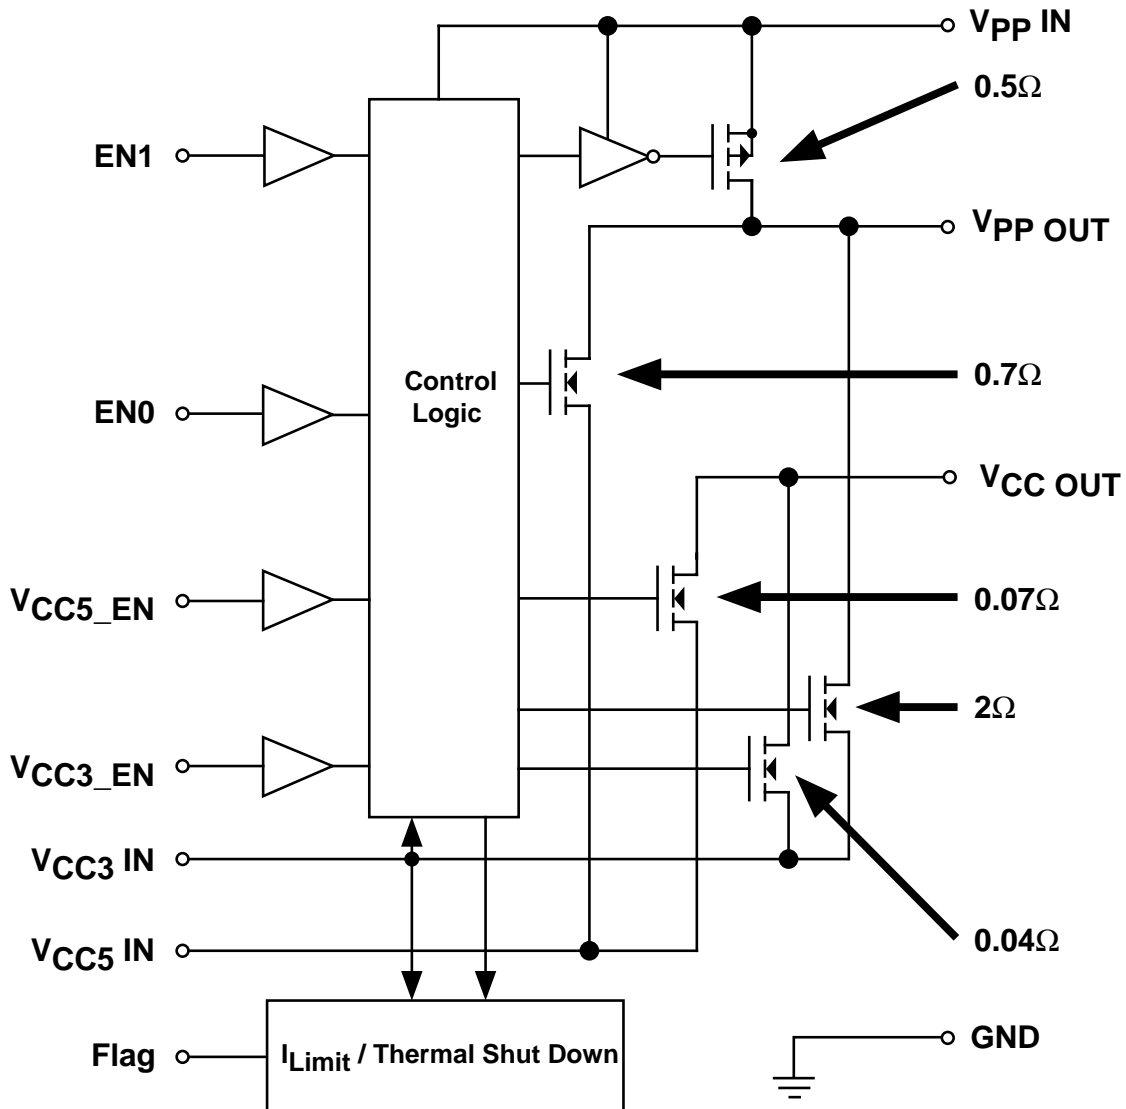 VPP IN
0.5Ω
EN1
VPP OUT
Control
Logic
0.7Ω
EN0
VCC OUT
VCC5_EN
0.07Ω
2Ω
VCC3_EN
VCC3 IN
0.04Ω
VCC5 IN
GND
Flag
ILimit / Thermal Shut Down